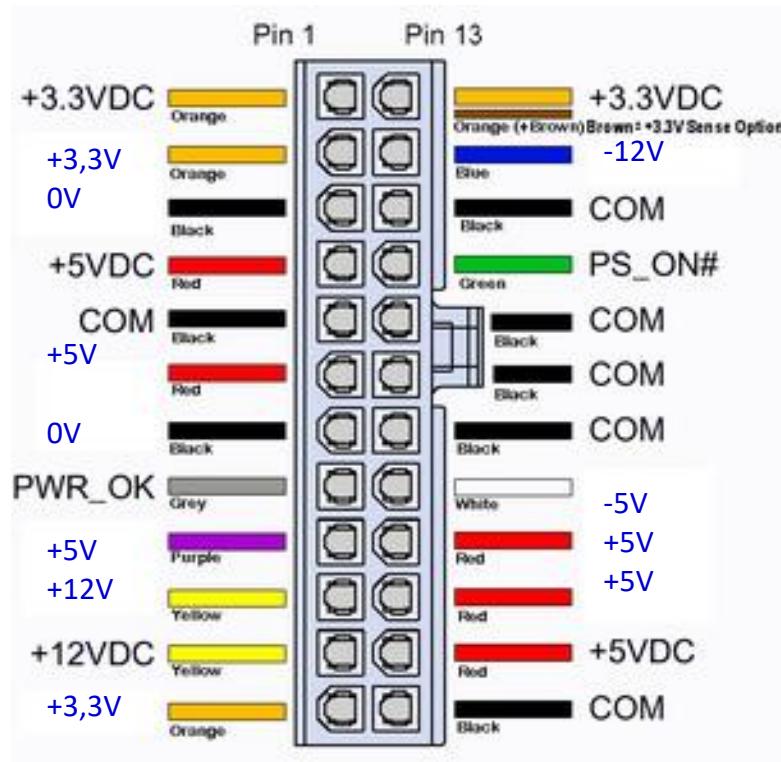 Pin 1 Pin 13
+3.3VDC Orange +3.3VDC
Orange (+Brown) Brown = +3.3V Sense Option
+3,3V Orange Blue -12V
0V Black Black COM
+5VDC Red Green PS_ON#
COM Black Black COM
+5V Red Black COM
0V Black Black COM
PWR_OK Grey White -5V
+5V Purple Red +5V
+12V Yellow Red +5V
+12VDC Yellow Red +5VDC
+3,3V Orange Black COM